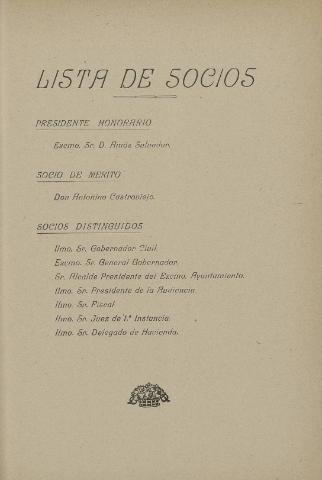 LISTA DE SOCIOS
PRESIDENTE HONORARIO
Excmo. Sr. D. Amós Salvador.
SOCIO DE MERITO
Don Antonino Castroviejo.
SOCIOS DISTINGUIDOS
Ilmo. Sr. Gobernador Civil.
Excmo. Sr. General Gobernador.
Sr. Alcalde Presidente del Excmo. Ayuntamiento.
Ilmo. Sr. Presidente de la Audiencia.
Ilmo. Sr. Fiscal.
Ilmo. Sr. Juez de 1.ª Instancia.
Ilmo. Sr. Delegado de Hacienda.